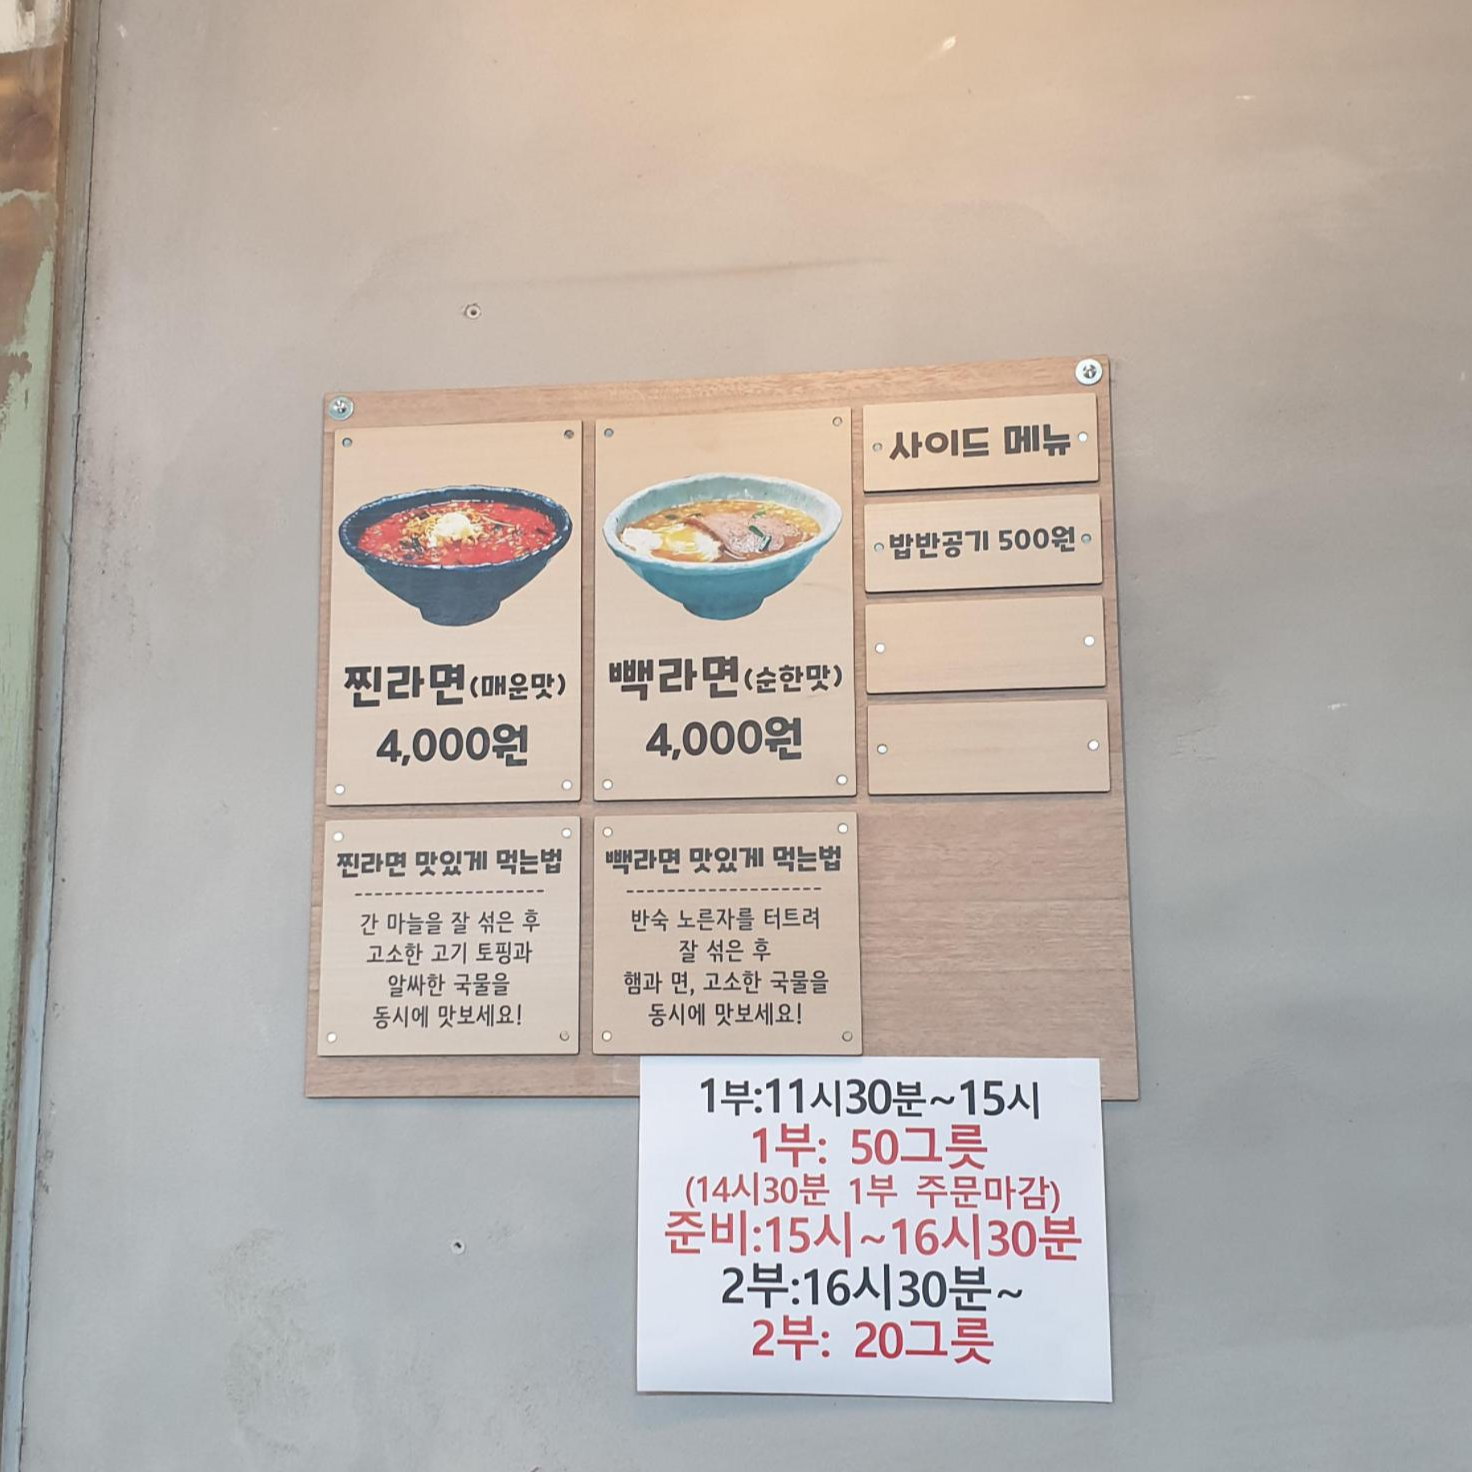 찐라면(매운맛)
4,000원
빽라면(순한맛)
4,000원
사이드 메뉴
밥반공기 500원
찐라면 맛있게 먹는법
간 마늘을 잘 섞은 후
고소한 고기 토핑과
알싸한 국물을
동시에 맛보세요!
빽라면 맛있게 먹는법
반숙 노른자를 터트려
잘 섞은 후
햄과 면, 고소한 국물을
동시에 맛보세요!
1부:11시30분~15시
1부: 50그릇
(14시30분 1부 주문마감)
준비:15시~16시30분
2부:16시30분~
2부: 20그릇